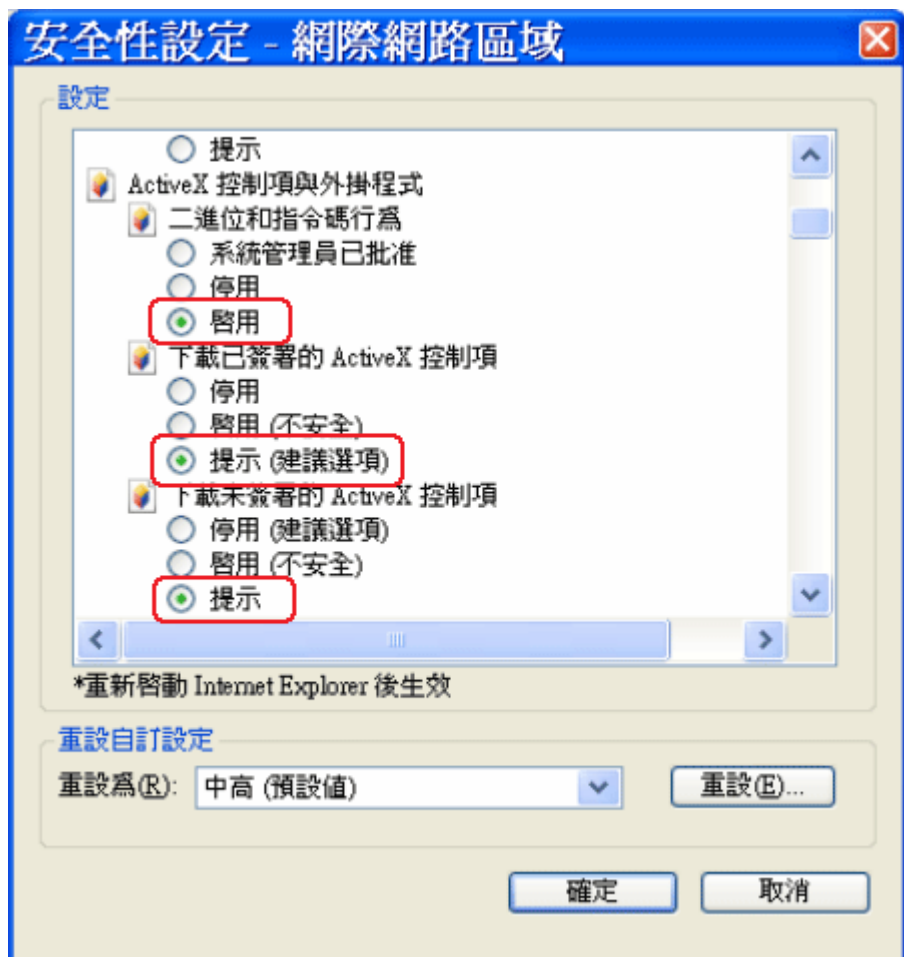 安全性設定 - 網際網路區域
設定
提示
ActiveX 控制項與外掛程式
二進位和指令碼行為
系統管理員已批准
停用
啟用
下載已簽署的 ActiveX 控制項
停用
啟用 (不安全)
提示 (建議選項)
下載未簽署的 ActiveX 控制項
停用 (建議選項)
啟用 (不安全)
提示
*重新啟動 Internet Explorer 後生效
重設自訂設定
重設為(R): 中高 (預設值) 重設(E)...
確定 取消